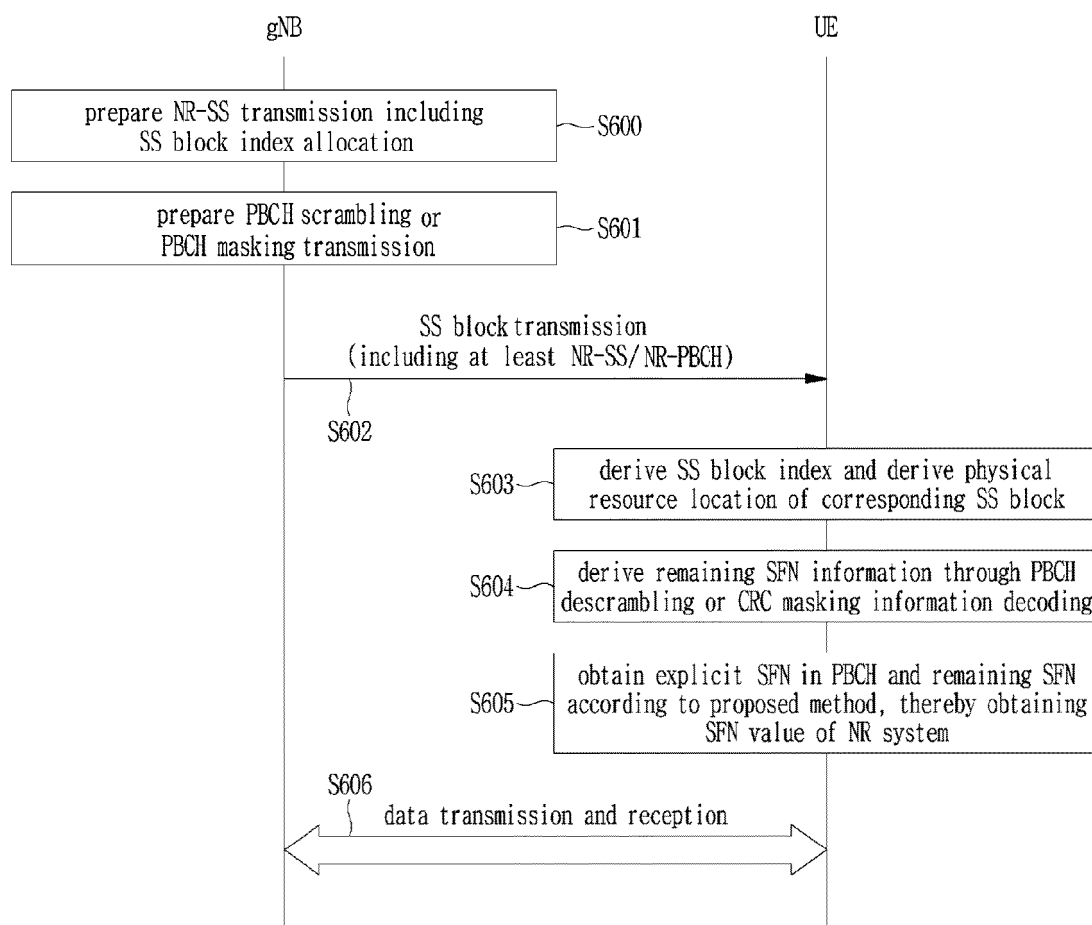 gNB
UE
prepare NR-SS transmission including
SS block index allocation
S600
prepare PBCH scrambling or
PBCH masking transmission
S601
SS block transmission
(including at least NR-SS/NR-PBCH)
S602
S603
derive SS block index and derive physical
resource location of corresponding SS block
S604
derive remaining SFN information through PBCH
descrambling or CRC masking information decoding
S605
obtain explicit SFN in PBCH and remaining SFN
according to proposed method, thereby obtaining
SFN value of NR system
S606
data transmission and reception